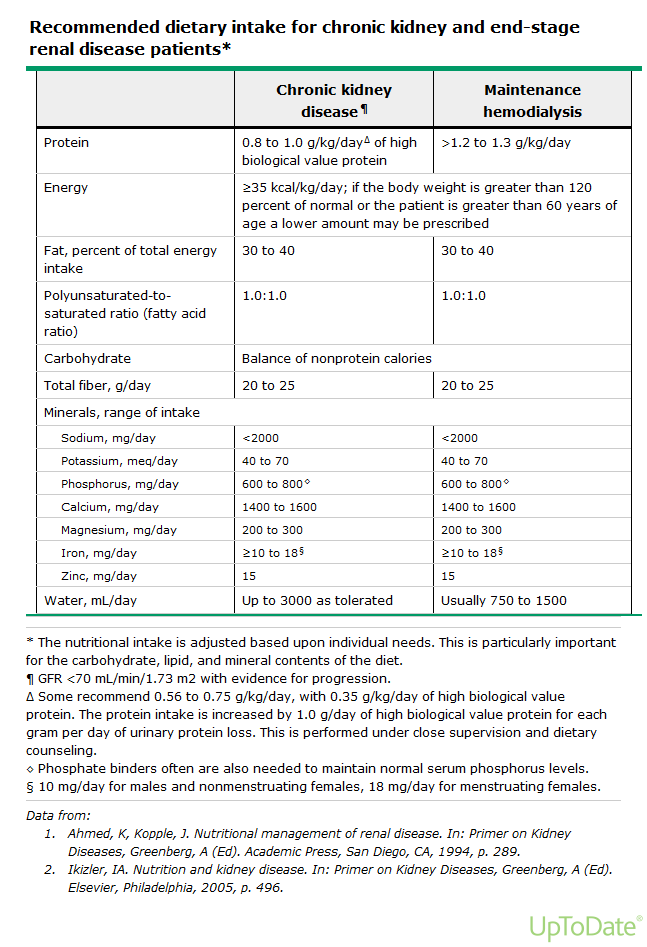 Recommended dietary intake for chronic kidney and end-stage
renal disease patients*
Chronic kidney
disease¶
Maintenance
hemodialysis
Protein
0.8 to 1.0 g/kg/dayΔ of high
biological value protein
>1.2 to 1.3 g/kg/day
Energy
≥35 kcal/kg/day; if the body weight is greater than 120
percent of normal or the patient is greater than 60 years of
age a lower amount may be prescribed
Fat, percent of total energy
intake
30 to 40
30 to 40
Polyunsaturated-to-
saturated ratio (fatty acid
ratio)
1.0:1.0
1.0:1.0
Carbohydrate
Balance of nonprotein calories
Total fiber, g/day
20 to 25
20 to 25
Minerals, range of intake
Sodium, mg/day
<2000
<2000
Potassium, meq/day
40 to 70
40 to 70
Phosphorus, mg/day
600 to 800⋄
600 to 800⋄
Calcium, mg/day
1400 to 1600
1400 to 1600
Magnesium, mg/day
200 to 300
200 to 300
Iron, mg/day
≥10 to 18§
≥10 to 18§
Zinc, mg/day
15
15
Water, mL/day
Up to 3000 as tolerated
Usually 750 to 1500
* The nutritional intake is adjusted based upon individual needs. This is particularly important
for the carbohydrate, lipid, and mineral contents of the diet.
¶ GFR <70 mL/min/1.73 m2 with evidence for progression.
Δ Some recommend 0.56 to 0.75 g/kg/day, with 0.35 g/kg/day of high biological value
protein. The protein intake is increased by 1.0 g/day of high biological value protein for each
gram per day of urinary protein loss. This is performed under close supervision and dietary
counseling.
⋄ Phosphate binders often are also needed to maintain normal serum phosphorus levels.
§ 10 mg/day for males and nonmenstruating females, 18 mg/day for menstruating females.
Data from:
1. Ahmed, K, Kopple, J. Nutritional management of renal disease. In: Primer on Kidney
Diseases, Greenberg, A (Ed). Academic Press, San Diego, CA, 1994, p. 289.
2. Ikizler, IA. Nutrition and kidney disease. In: Primer on Kidney Diseases, Greenberg, A (Ed).
Elsevier, Philadelphia, 2005, p. 496.
UpToDate®